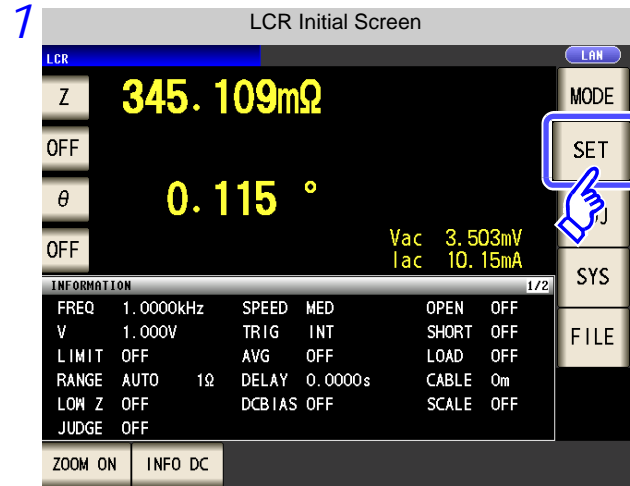 1
LCR Initial Screen
LCR
LAN
Z
345.109mΩ
MODE
OFF
SET
θ
0.115 °
OFF
Vac 3.503mV
Iac 10.15mA
SYS
INFORMATION 1/2
FREQ 1.0000kHz SPEED MED OPEN OFF
V 1.000V TRIG INT SHORT OFF
FILE
LIMIT OFF AVG OFF LOAD OFF
RANGE AUTO 1Ω DELAY 0.0000s CABLE 0m
LOW Z OFF DCBIAS OFF SCALE OFF
JUDGE OFF
ZOOM ON INFO DC